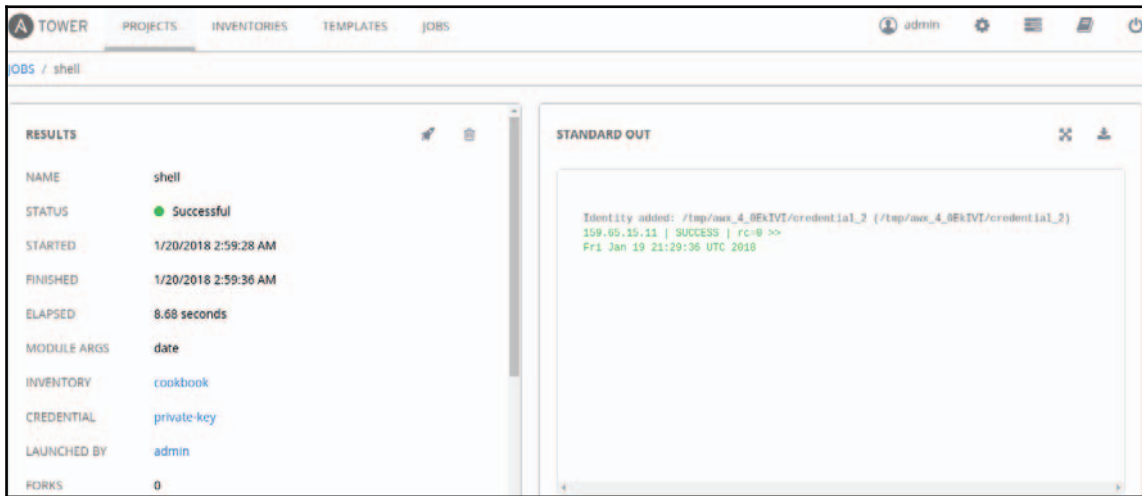 A TOWER PROJECTS INVENTORIES TEMPLATES JOBS admin
JOBS / shell
RESULTS
NAME shell
STATUS Successful
STARTED 1/20/2018 2:59:28 AM
FINISHED 1/20/2018 2:59:36 AM
ELAPSED 8.68 seconds
MODULE ARGS date
INVENTORY cookbook
CREDENTIAL private-key
LAUNCHED BY admin
FORKS 0
STANDARD OUT
Identity added: /tmp/awx_4_0EkIVI/credential_2 (/tmp/awx_4_0EkIVI/credential_2)
159.65.15.11 | SUCCESS | rc=0 >>
Fri Jan 19 21:29:36 UTC 2018